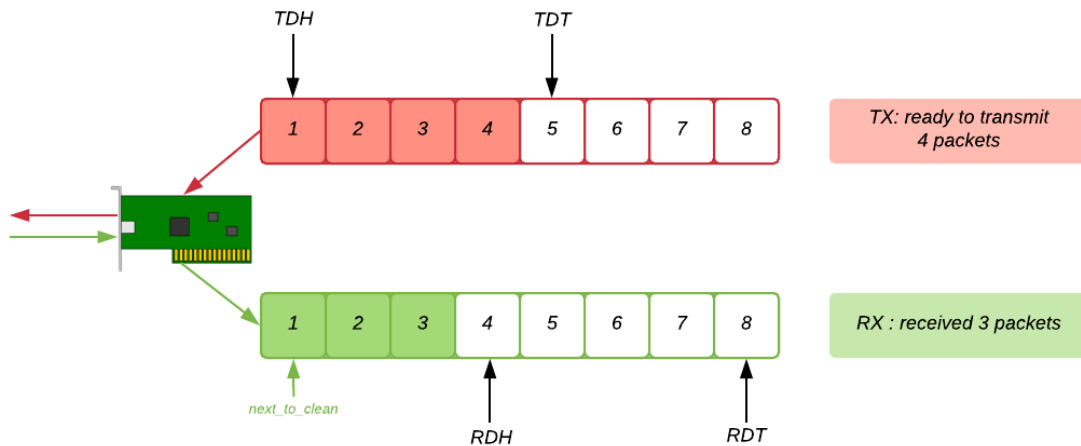 TDH
TDT
1 2 3 4 5 6 7 8
TX: ready to transmit
4 packets
1 2 3 4 5 6 7 8
RX : received 3 packets
next_to_clean
RDH
RDT